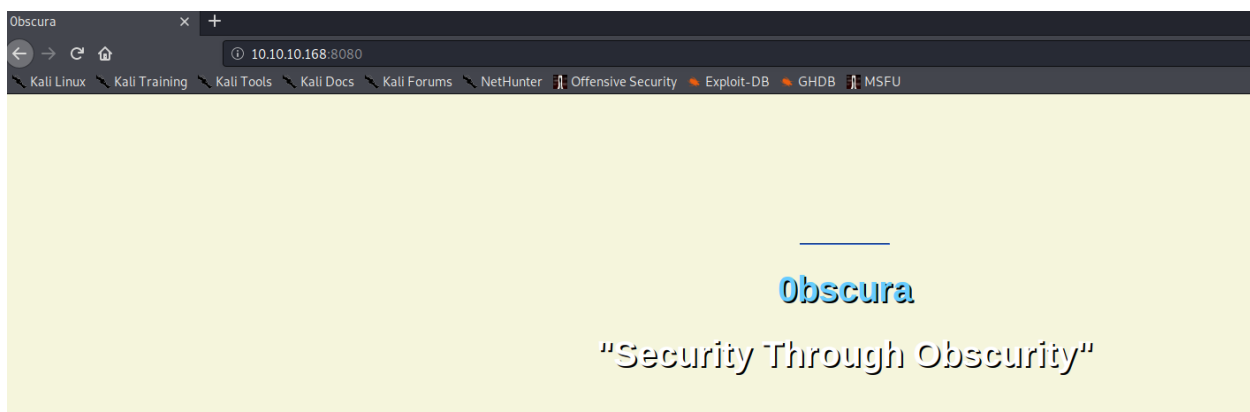 0bscura
10.10.10.168:8080
Kali Linux Kali Training Kali Tools Kali Docs Kali Forums NetHunter Offensive Security Exploit-DB GHDB MSFU
0bscura
"Security Through Obscurity"